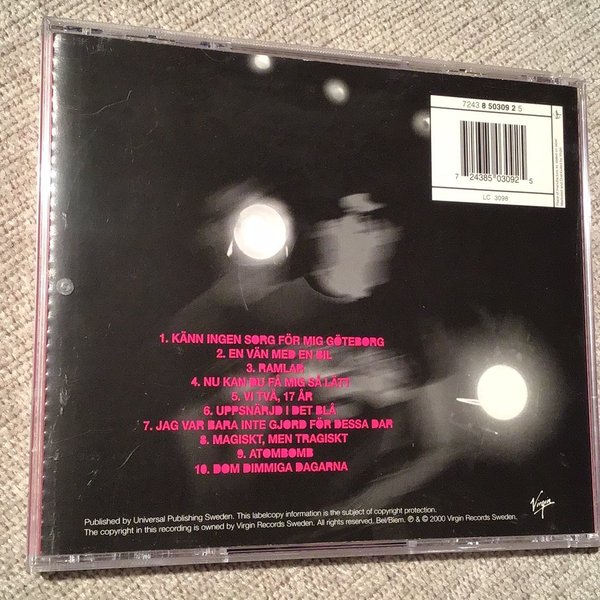 7243 8 50309 2 5
7 24385 03092 5
LC 3098
1. KÄNN INGEN SORG FÖR MIG GÖTEBORG
2. EN VÄN MED EN BIL
3. RAMLAR
4. NU KAN DU FÅ MIG SÅ LÄTT
5. VI TVÅ, 17 ÅR
6. UPPSNÄRJD I DET BLÅ
7. JAG VAR BARA INTE GJORD FÖR DESSA DAR
8. MAGISKT, MEN TRAGISKT
9. ATOMBOMB
10. DOM DIMMIGA DAGARNA
Published by Universal Publishing Sweden. This labelcopy information is the subject of copyright protection.
The copyright in this recording is owned by Virgin Records Sweden. All rights reserved. Bel/Biem. ℗ & © 2000 Virgin Records Sweden.
Virgin